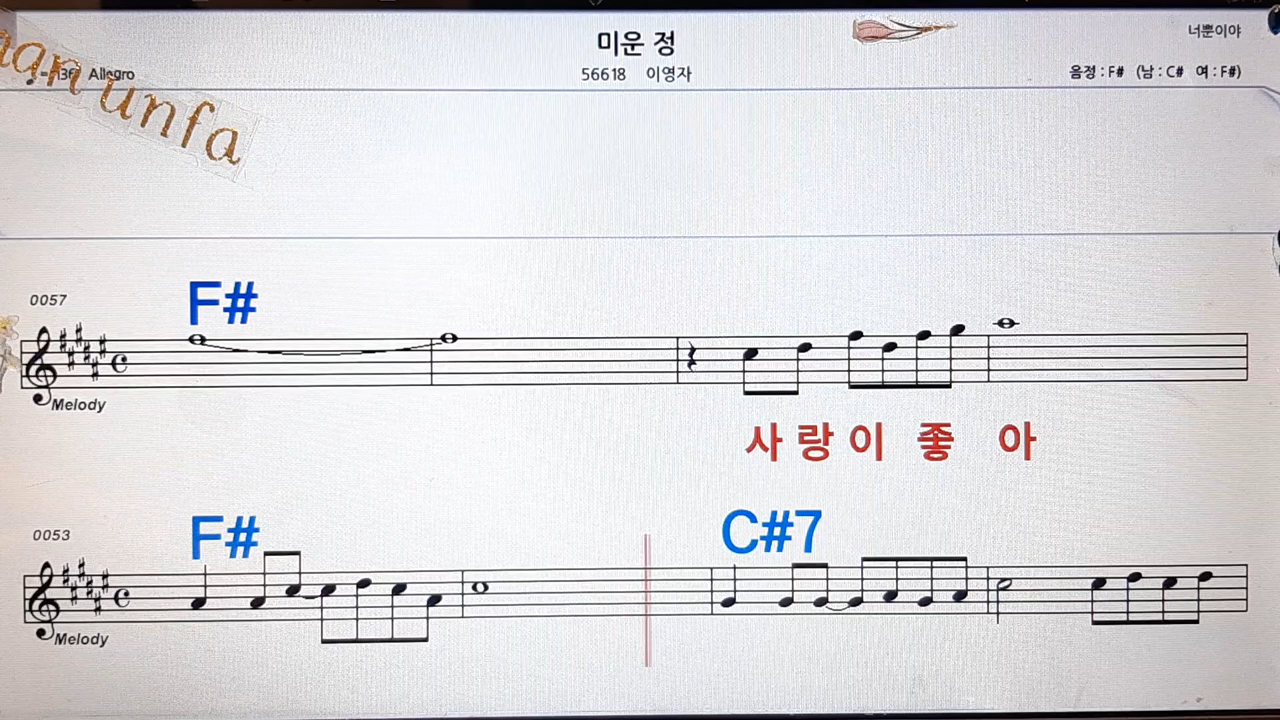 미운 정
너뿐이야
56618 이영자
음정 : F# (남 : C# 여 : F#)
Allegro
unfa
0057
F#
Melody
사 랑 이 좋 아
0053
F#
C#7
Melody